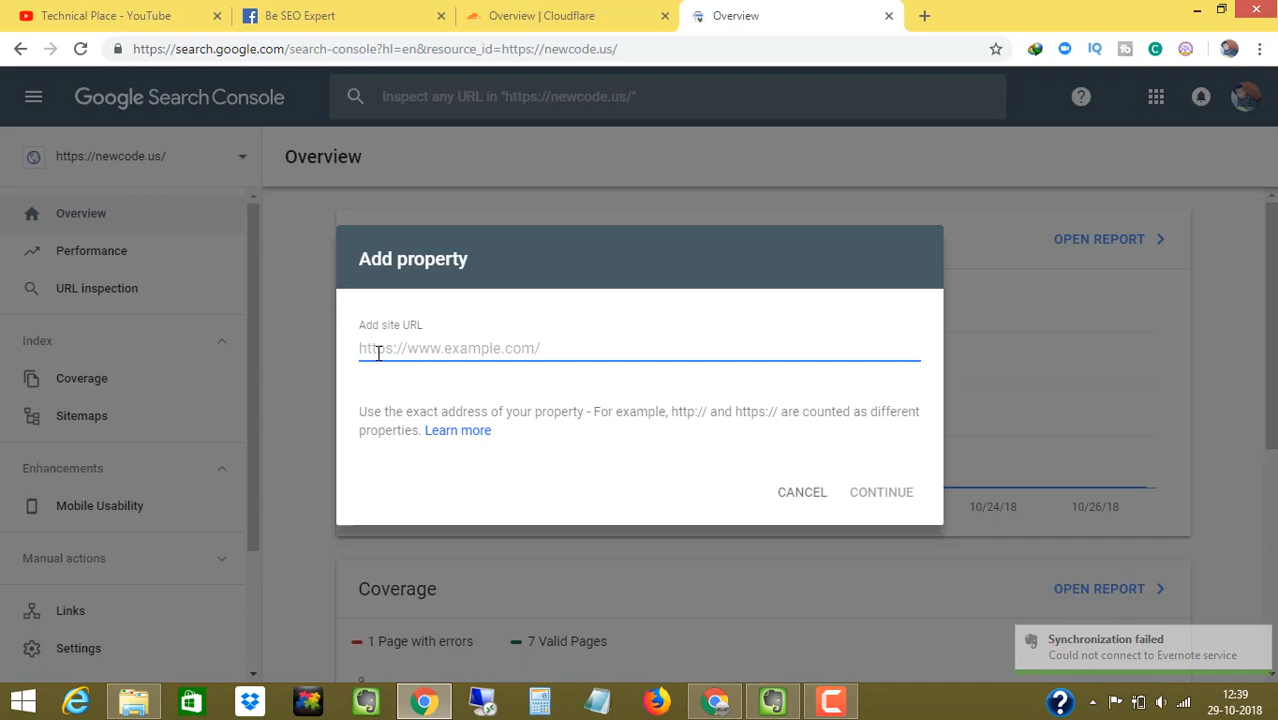 Technical Place - YouTube
Be SEO Expert
Overview | Cloudflare
Overview
https://search.google.com/search-console?hl=en&resource_id=https://newcode.us/
Google Search Console
Inspect any URL in "https://newcode.us/"
https://newcode.us/
Overview
Overview
Performance
URL inspection
Index
Coverage
Sitemaps
Enhancements
Mobile Usability
Manual actions
Links
Settings
OPEN REPORT
Add property
Add site URL
https://www.example.com/
Use the exact address of your property - For example, http:// and https:// are counted as different
properties. Learn more
CANCEL
CONTINUE
10/24/18
10/26/18
Coverage
OPEN REPORT
1 Page with errors
7 Valid Pages
9
Synchronization failed
Could not connect to Evernote service
12:39
29-10-2018